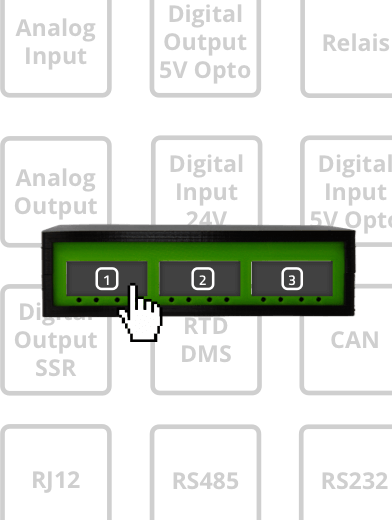 Analog
Input
Digital
Output
5V Opto
Relais
Analog
Output
Digital
Input
24V
Digital
Input
5V Opto
1
2
3
Digital
Output
SSR
RTD
DMS
CAN
RJ12
RS485
RS232